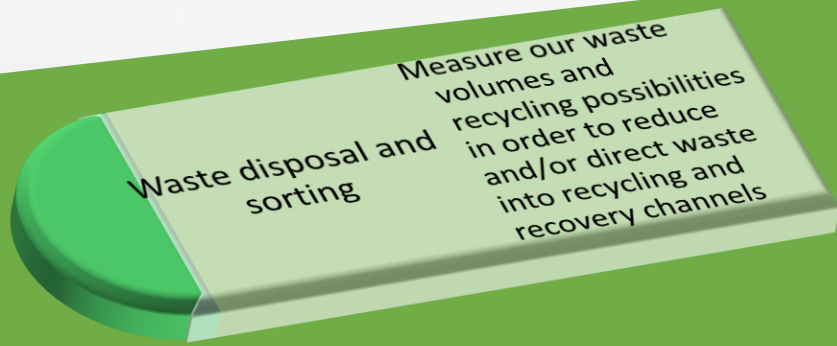 Waste disposal and
sorting
Measure our waste
volumes and
recycling possibilities
in order to reduce
and/or direct waste
into recycling and
recovery channels